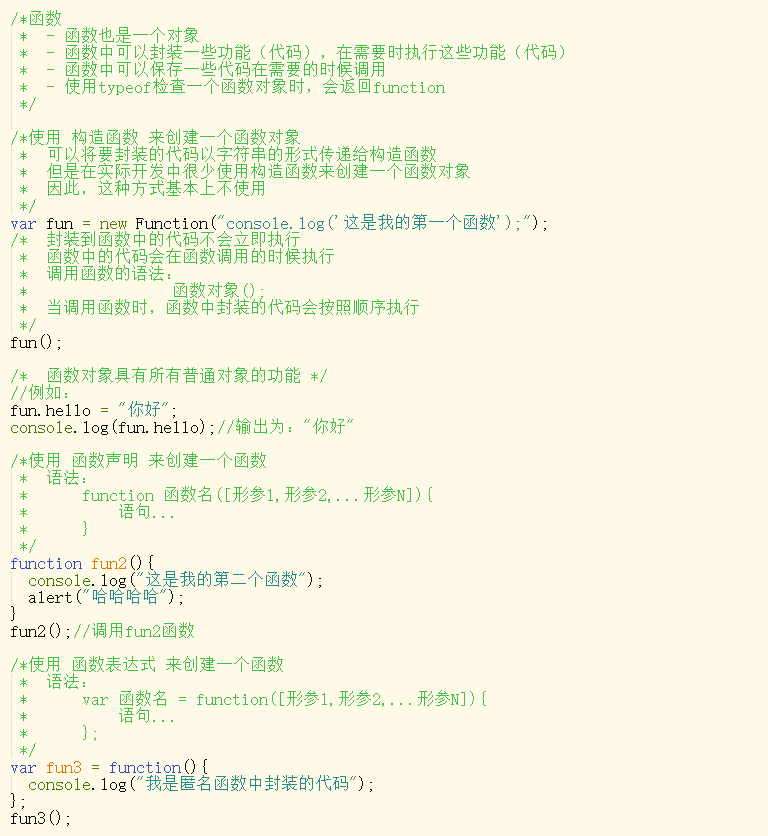 /*函数
 *  - 函数也是一个对象
 *  - 函数中可以封装一些功能（代码）, 在需要时执行这些功能（代码）
 *  - 函数中可以保存一些代码在需要的时候调用
 *  - 使用typeof检查一个函数对象时，会返回function
 */
/*使用 构造函数 来创建一个函数对象
 *  可以将要封装的代码以字符串的形式传递给构造函数
 *  但是在实际开发中很少使用构造函数来创建一个函数对象
 *  因此，这种方式基本上不使用
 */
var fun = new Function("console.log('这是我的第一个函数');");
/*  封装到函数中的代码不会立即执行
 *  函数中的代码会在函数调用的时候执行
 *  调用函数的语法：
 *                函数对象();
 *  当调用函数时，函数中封装的代码会按照顺序执行
 */
fun();
/*  函数对象具有所有普通对象的功能 */
//例如：
fun.hello = "你好";
console.log(fun.hello);//输出为："你好"
/*使用 函数声明 来创建一个函数
 *  语法：
 *      function 函数名([形参1,形参2,...形参N]){
 *          语句...
 *      }
 */
function fun2(){
  console.log("这是我的第二个函数");
  alert("哈哈哈哈");
}
fun2();//调用fun2函数
/*使用 函数表达式 来创建一个函数
 *  语法：
 *      var 函数名 = function([形参1,形参2,...形参N]){
 *          语句...
 *      };
 */
var fun3 = function(){
  console.log("我是匿名函数中封装的代码");
};
fun3();